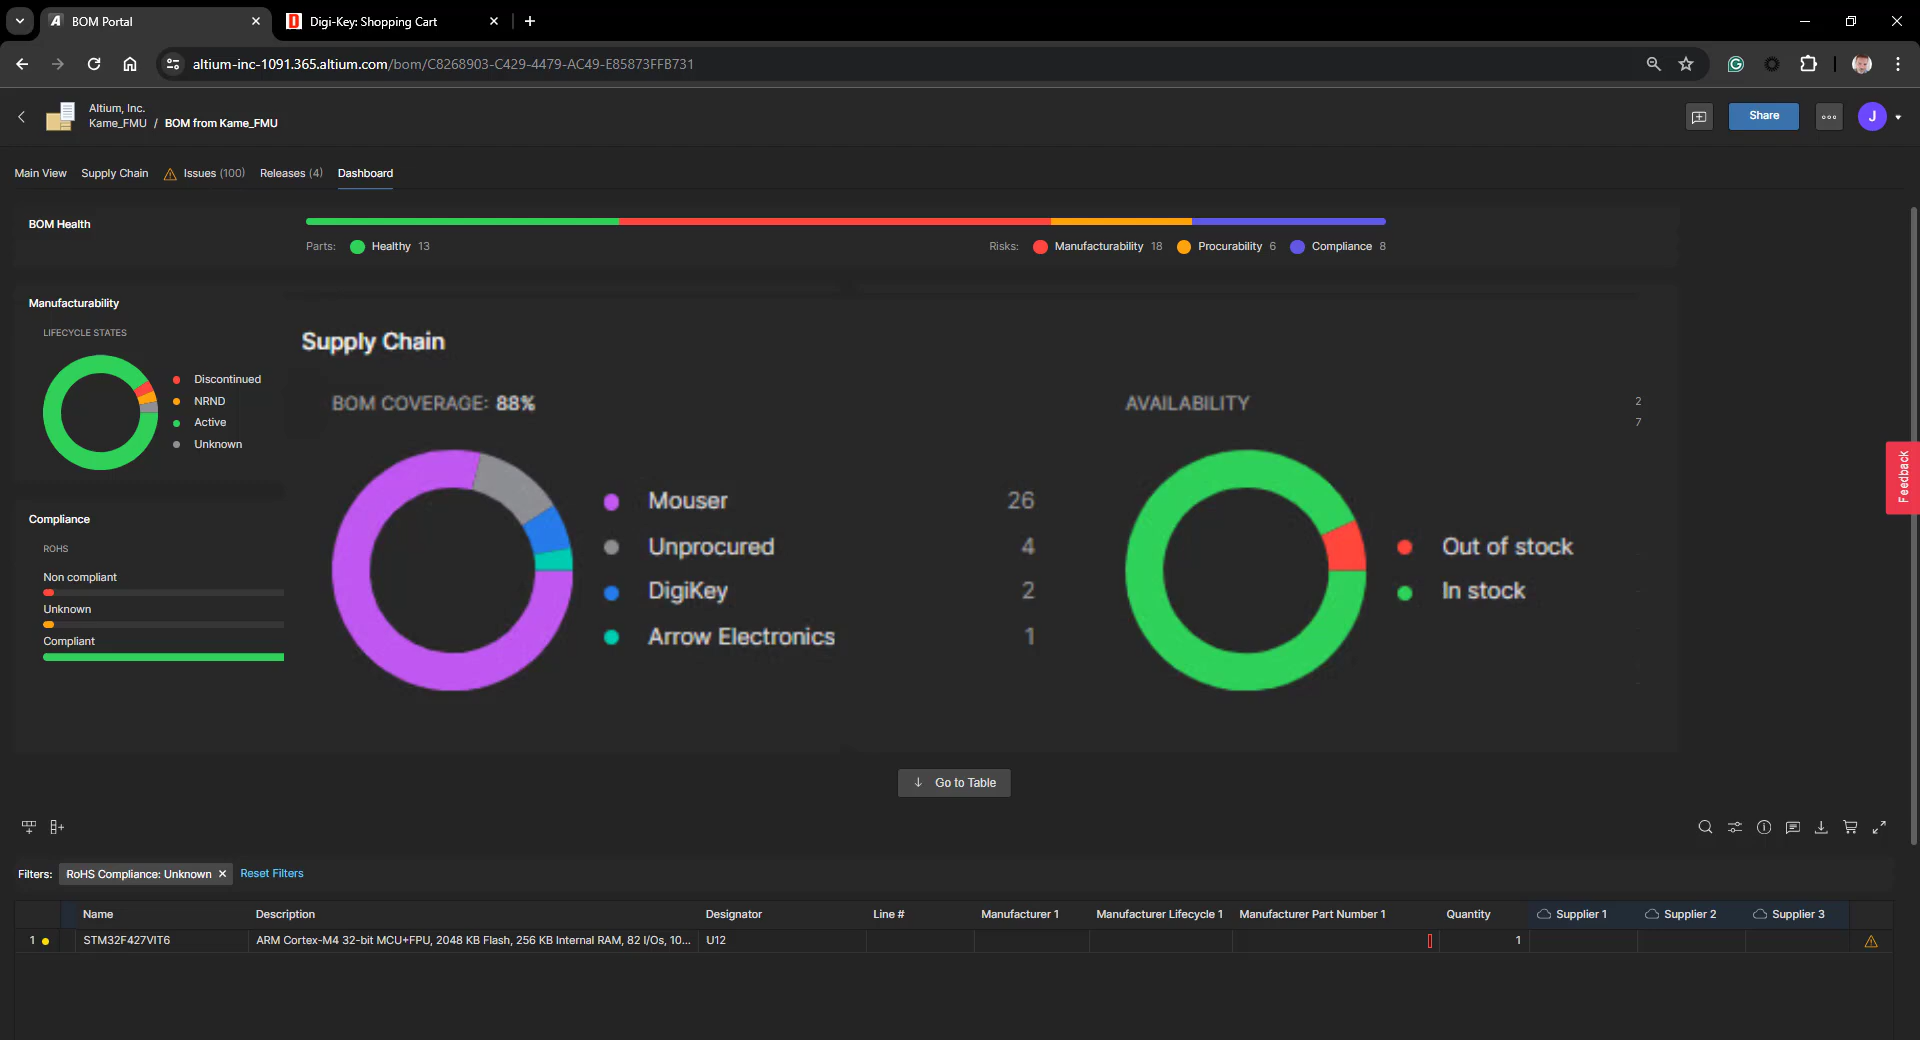 BOM Portal
Digi-Key: Shopping Cart
altium-inc-1091.365.altium.com/bom/C8268903-C429-4479-AC49-E85873FFB731
Altium, Inc.
Kame_FMU / BOM from Kame_FMU
Share
J
Main View Supply Chain Issues (100) Releases (4) Dashboard
BOM Health
Parts: Healthy 13 Risks: Manufacturability 18 Procurability 6 Compliance 8
Manufacturability
LIFECYCLE STATES
Discontinued
NRND
Active
Unknown
Supply Chain
BOM COVERAGE: 88%
Mouser 26
Unprocured 4
DigiKey 2
Arrow Electronics 1
AVAILABILITY
2
7
Out of stock
In stock
Feedback
Compliance
ROHS
Non compliant
Unknown
Compliant
Go to Table
Filters: RoHS Compliance: Unknown Reset Filters
Name Description Designator Line # Manufacturer 1 Manufacturer Lifecycle 1 Manufacturer Part Number 1 Quantity Supplier 1 Supplier 2 Supplier 3
1 STM32F427VIT6 ARM Cortex-M4 32-bit MCU+FPU, 2048 KB Flash, 256 KB Internal RAM, 82 I/Os, 10... U12 1